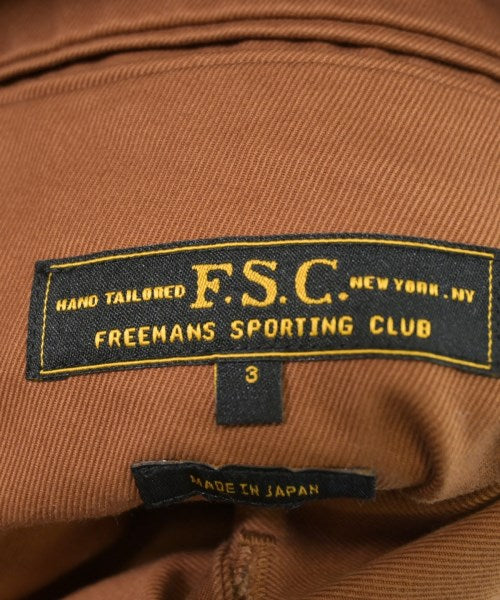 HAND TAILORED F.S.C. NEW YORK.NY
FREEMANS SPORTING CLUB
3
MADE IN JAPAN